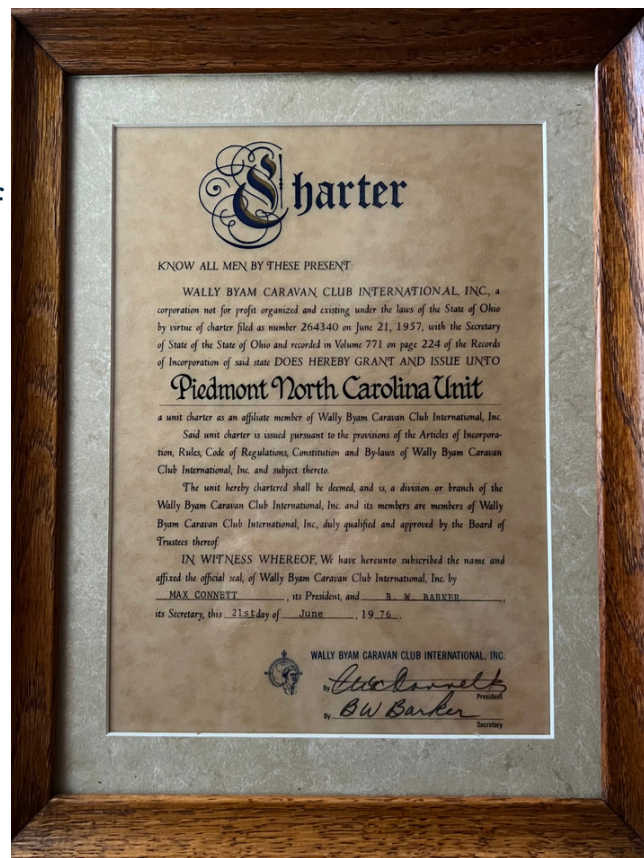 Charter
KNOW ALL MEN BY THESE PRESENT:
WALLY BYAM CARAVAN CLUB INTERNATIONAL, INC., a
corporation not for profit organized and existing under the laws of the State of Ohio
by virtue of charter filed as number 264340 on June 21, 1957, with the Secretary
of State of the State of Ohio and recorded in Volume 771 on page 224 of the Records
of Incorporation of said state DOES HEREBY GRANT AND ISSUE UNTO
Piedmont North Carolina Unit
a unit charter as an affiliate member of Wally Byam Caravan Club International, Inc.
Said unit charter is issued pursuant to the provisions of the Articles of Incorpora-
tion, Rules, Code of Regulations, Constitution and By-laws of Wally Byam Caravan
Club International, Inc. and subject thereto.
The unit hereby chartered shall be deemed, and is, a division or branch of the
Wally Byam Caravan Club International, Inc. and its members are members of Wally
Byam Caravan Club International, Inc., duly qualified and approved by the Board of
Trustees thereof.
IN WITNESS WHEREOF, We have hereunto subscribed the name and
affixed the official seal, of Wally Byam Caravan Club International, Inc. by
MAX CONNETT, its President, and B. W. BARKER,
its Secretary, this 21st day of June, 1976.
WALLY BYAM CARAVAN CLUB INTERNATIONAL, INC.
By
President
By BW Barker
Secretary